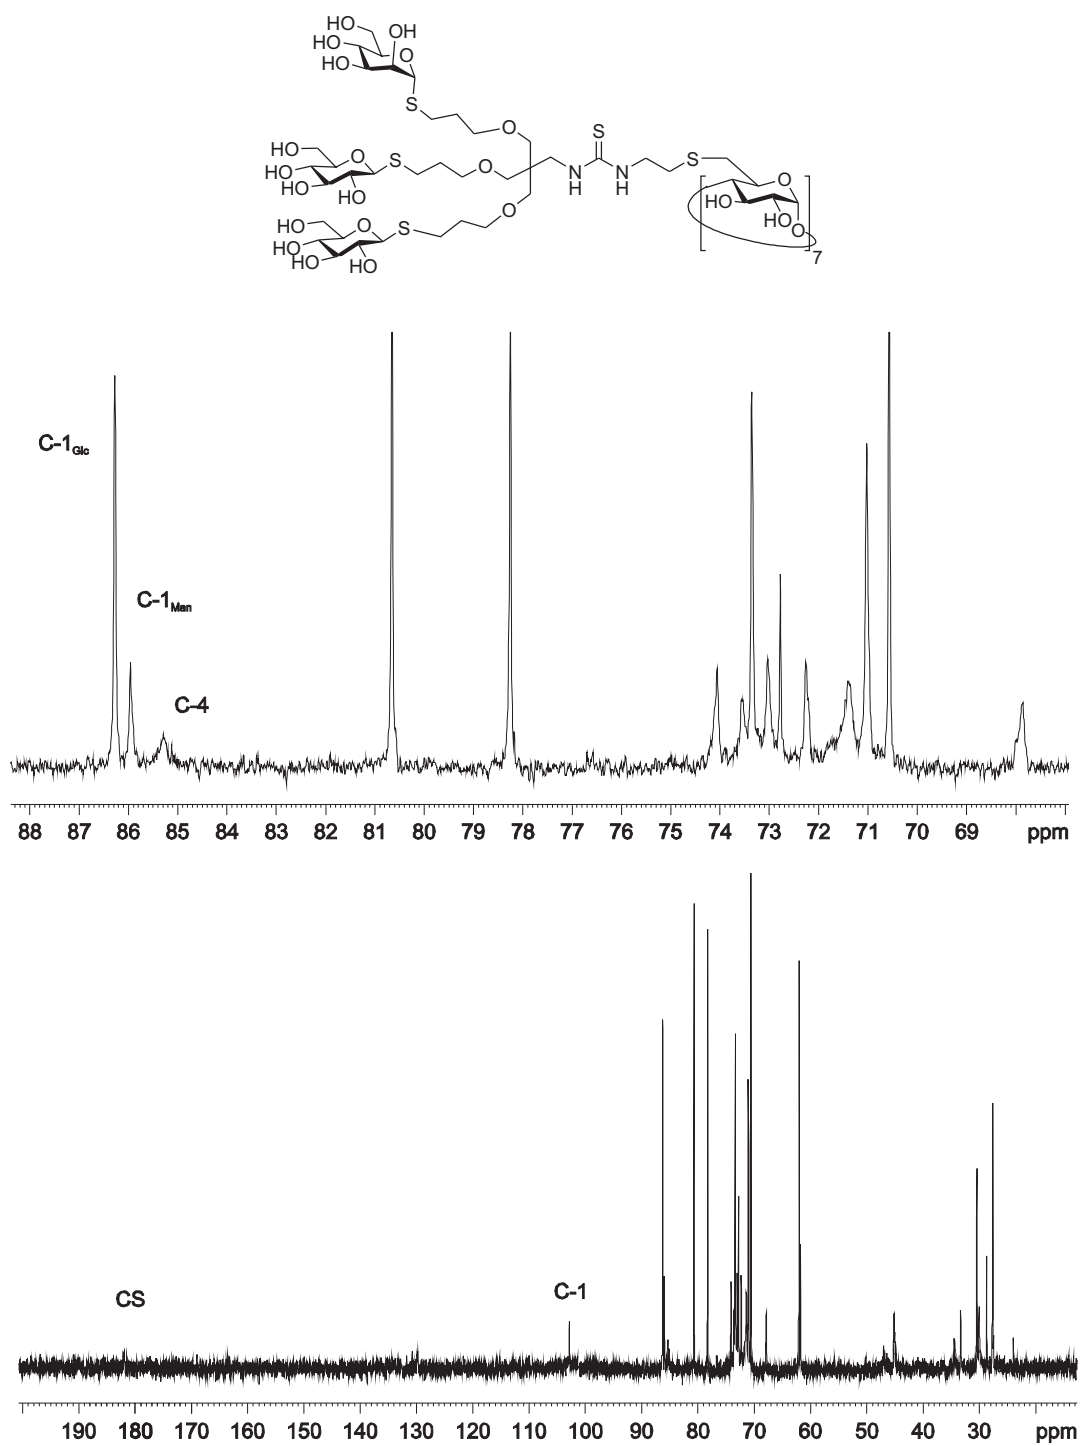 HO
OH
HO
O
HO
S
O
S
HO
O
S
O
S
O
HO
N
H
N
H
HO
HO
HO
HO
O
O
O
HO
S
7
HO
HO
HO
C-1Glc
C-1Man
C-4
88 87 86 85 84 83 82 81 80 79 78 77 76 75 74 73 72 71 70 69 ppm
CS
C-1
190 180 170 160 150 140 130 120 110 100 90 80 70 60 50 40 30 ppm